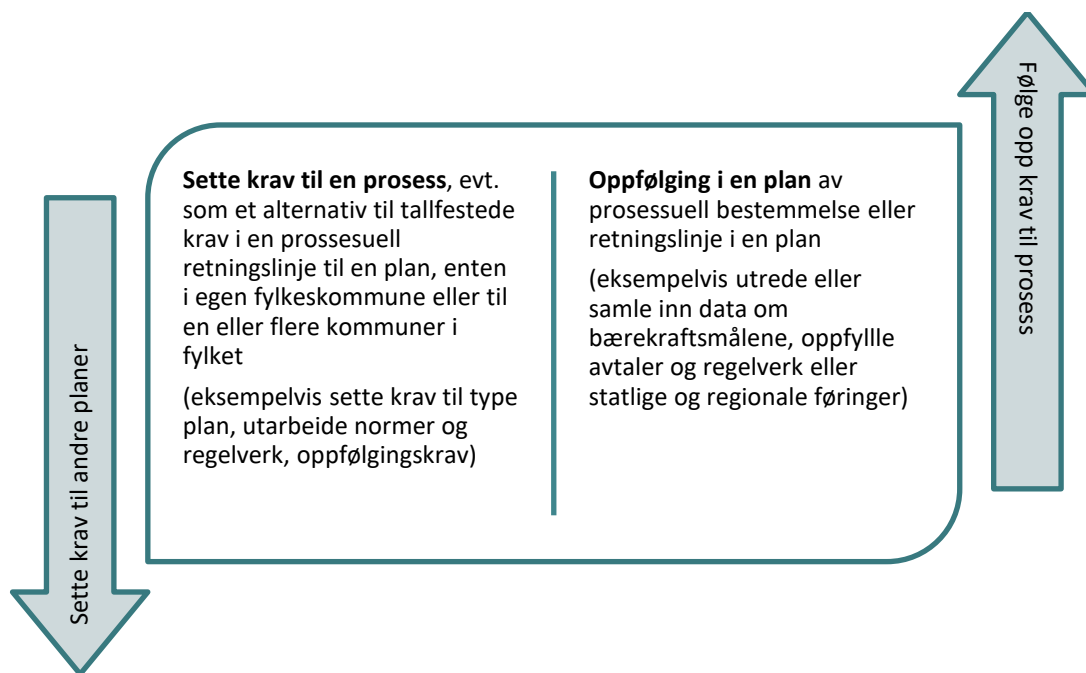 Sette krav til andre planer
Sette krav til en prosess, evt.
som et alternativ til tallfestede
krav i en prossesuell
retningslinje til en plan, enten
i egen fylkeskommune eller til
en eller flere kommuner i
fylket
(eksempelvis sette krav til type
plan, utarbeide normer og
regelverk, oppfølgingskrav)
Oppfølging i en plan av
prosessuell bestemmelse eller
retningslinje i en plan
(eksempelvis utrede eller
samle inn data om
bærekraftsmålene, oppfyllle
avtaler og regelverk eller
statlige og regionale føringer)
Følge opp krav til prosess